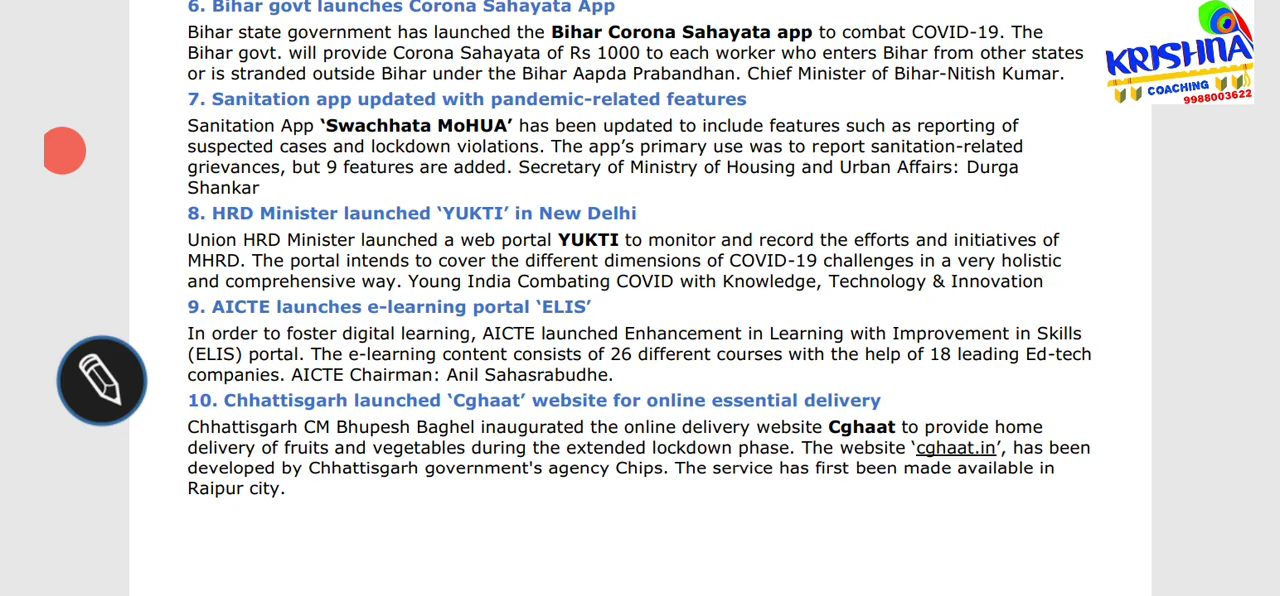 6. Bihar govt launches Corona Sahayata App
Bihar state government has launched the Bihar Corona Sahayata app to combat COVID-19. The
Bihar govt. will provide Corona Sahayata of Rs 1000 to each worker who enters Bihar from other states
or is stranded outside Bihar under the Bihar Aapda Prabandhan. Chief Minister of Bihar-Nitish Kumar.
7. Sanitation app updated with pandemic-related features
Sanitation App ‘Swachhata MoHUA’ has been updated to include features such as reporting of
suspected cases and lockdown violations. The app’s primary use was to report sanitation-related
grievances, but 9 features are added. Secretary of Ministry of Housing and Urban Affairs: Durga
Shankar
8. HRD Minister launched ‘YUKTI’ in New Delhi
Union HRD Minister launched a web portal YUKTI to monitor and record the efforts and initiatives of
MHRD. The portal intends to cover the different dimensions of COVID-19 challenges in a very holistic
and comprehensive way. Young India Combating COVID with Knowledge, Technology & Innovation
9. AICTE launches e-learning portal ‘ELIS’
In order to foster digital learning, AICTE launched Enhancement in Learning with Improvement in Skills
(ELIS) portal. The e-learning content consists of 26 different courses with the help of 18 leading Ed-tech
companies. AICTE Chairman: Anil Sahasrabudhe.
10. Chhattisgarh launched ‘Cghaat’ website for online essential delivery
Chhattisgarh CM Bhupesh Baghel inaugurated the online delivery website Cghaat to provide home
delivery of fruits and vegetables during the extended lockdown phase. The website ‘cghaat.in’, has been
developed by Chhattisgarh government's agency Chips. The service has first been made available in
Raipur city.
KRISHNA
COACHING
9988003622